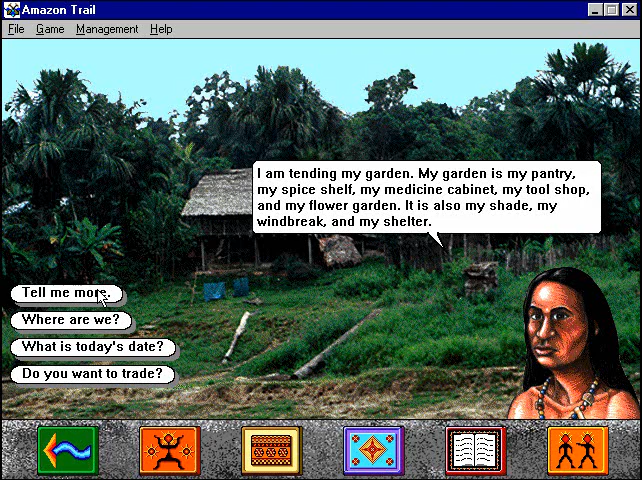 Amazon Trail
File Game Management Help
I am tending my garden. My garden is my pantry,
my spice shelf, my medicine cabinet, my tool shop,
and my flower garden. It is also my shade, my
windbreak, and my shelter.
Tell me more.
Where are we?
What is today's date?
Do you want to trade?